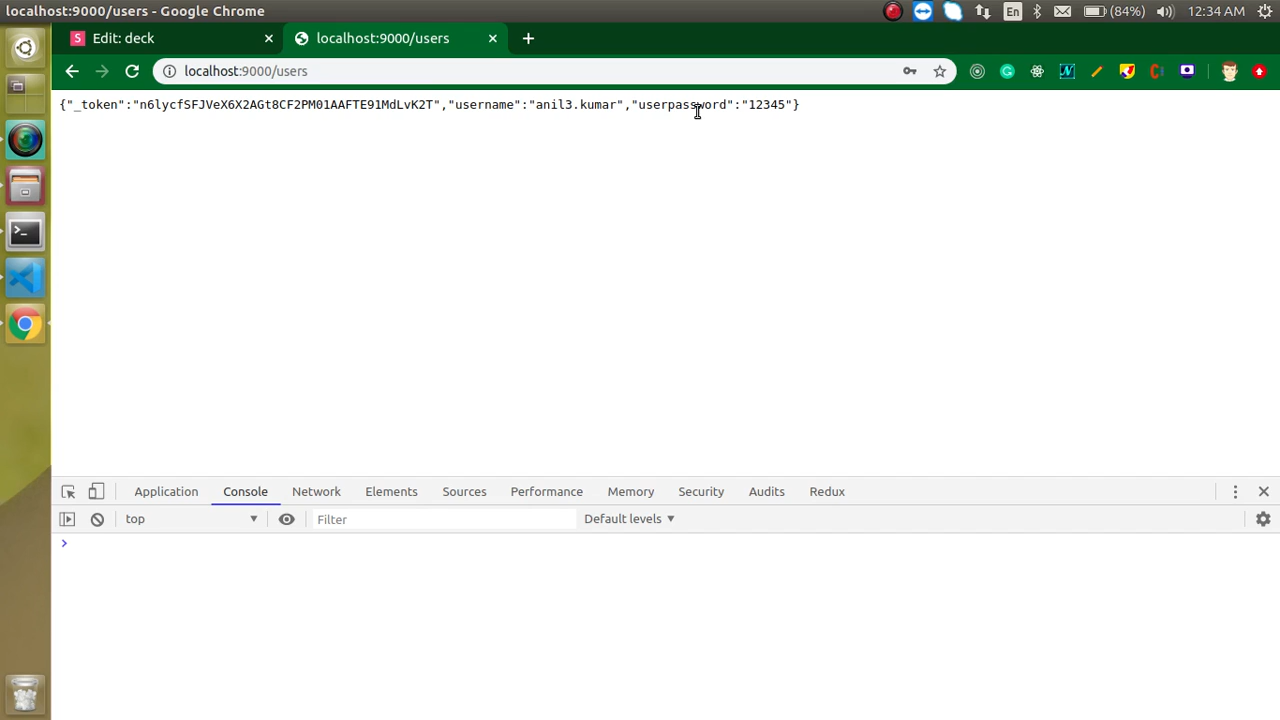 localhost:9000/users - Google Chrome
En
(84%)
12:34 AM
S
Edit: deck
localhost:9000/users
localhost:9000/users
{"_token":"n6lycfSFJVeX6X2AGt8CF2PM01AAFTE91MdLvK2T","username":"anil3.kumar","userpassword":"12345"}
Application
Console
Network
Elements
Sources
Performance
Memory
Security
Audits
Redux
top
Filter
Default levels